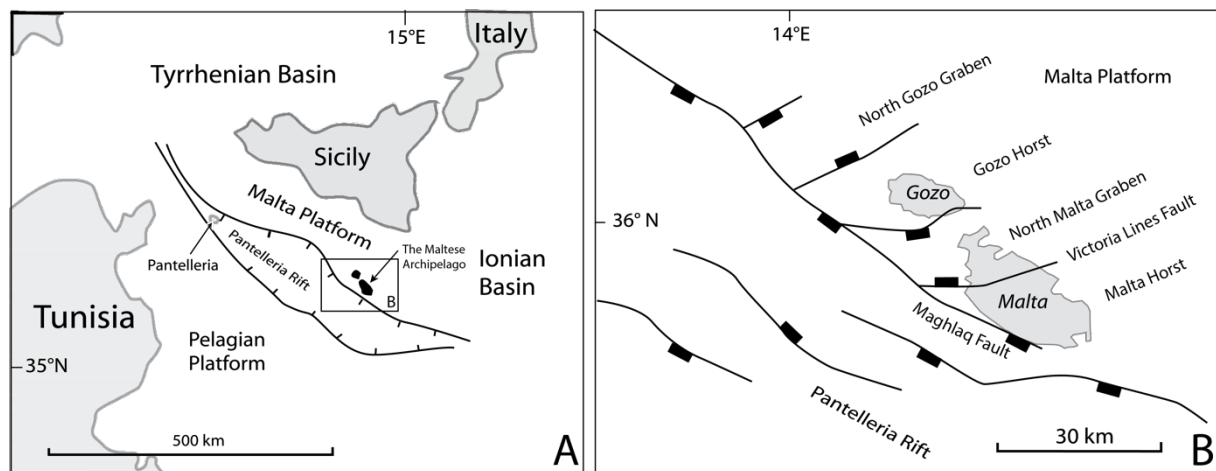 15°E
Italy
Tyrrhenian Basin
Sicily
Malta Platform
Pantelleria
Pantelleria Rift
The Maltese
Archipelago
B
Ionian
Basin
Tunisia
Pelagian
Platform
35°N
500 km
A
14°E
Malta Platform
North Gozo Graben
Gozo Horst
Gozo
36° N
North Malta Graben
Victoria Lines Fault
Malta Horst
Malta
Maghlaq Fault
Pantelleria Rift
30 km
B